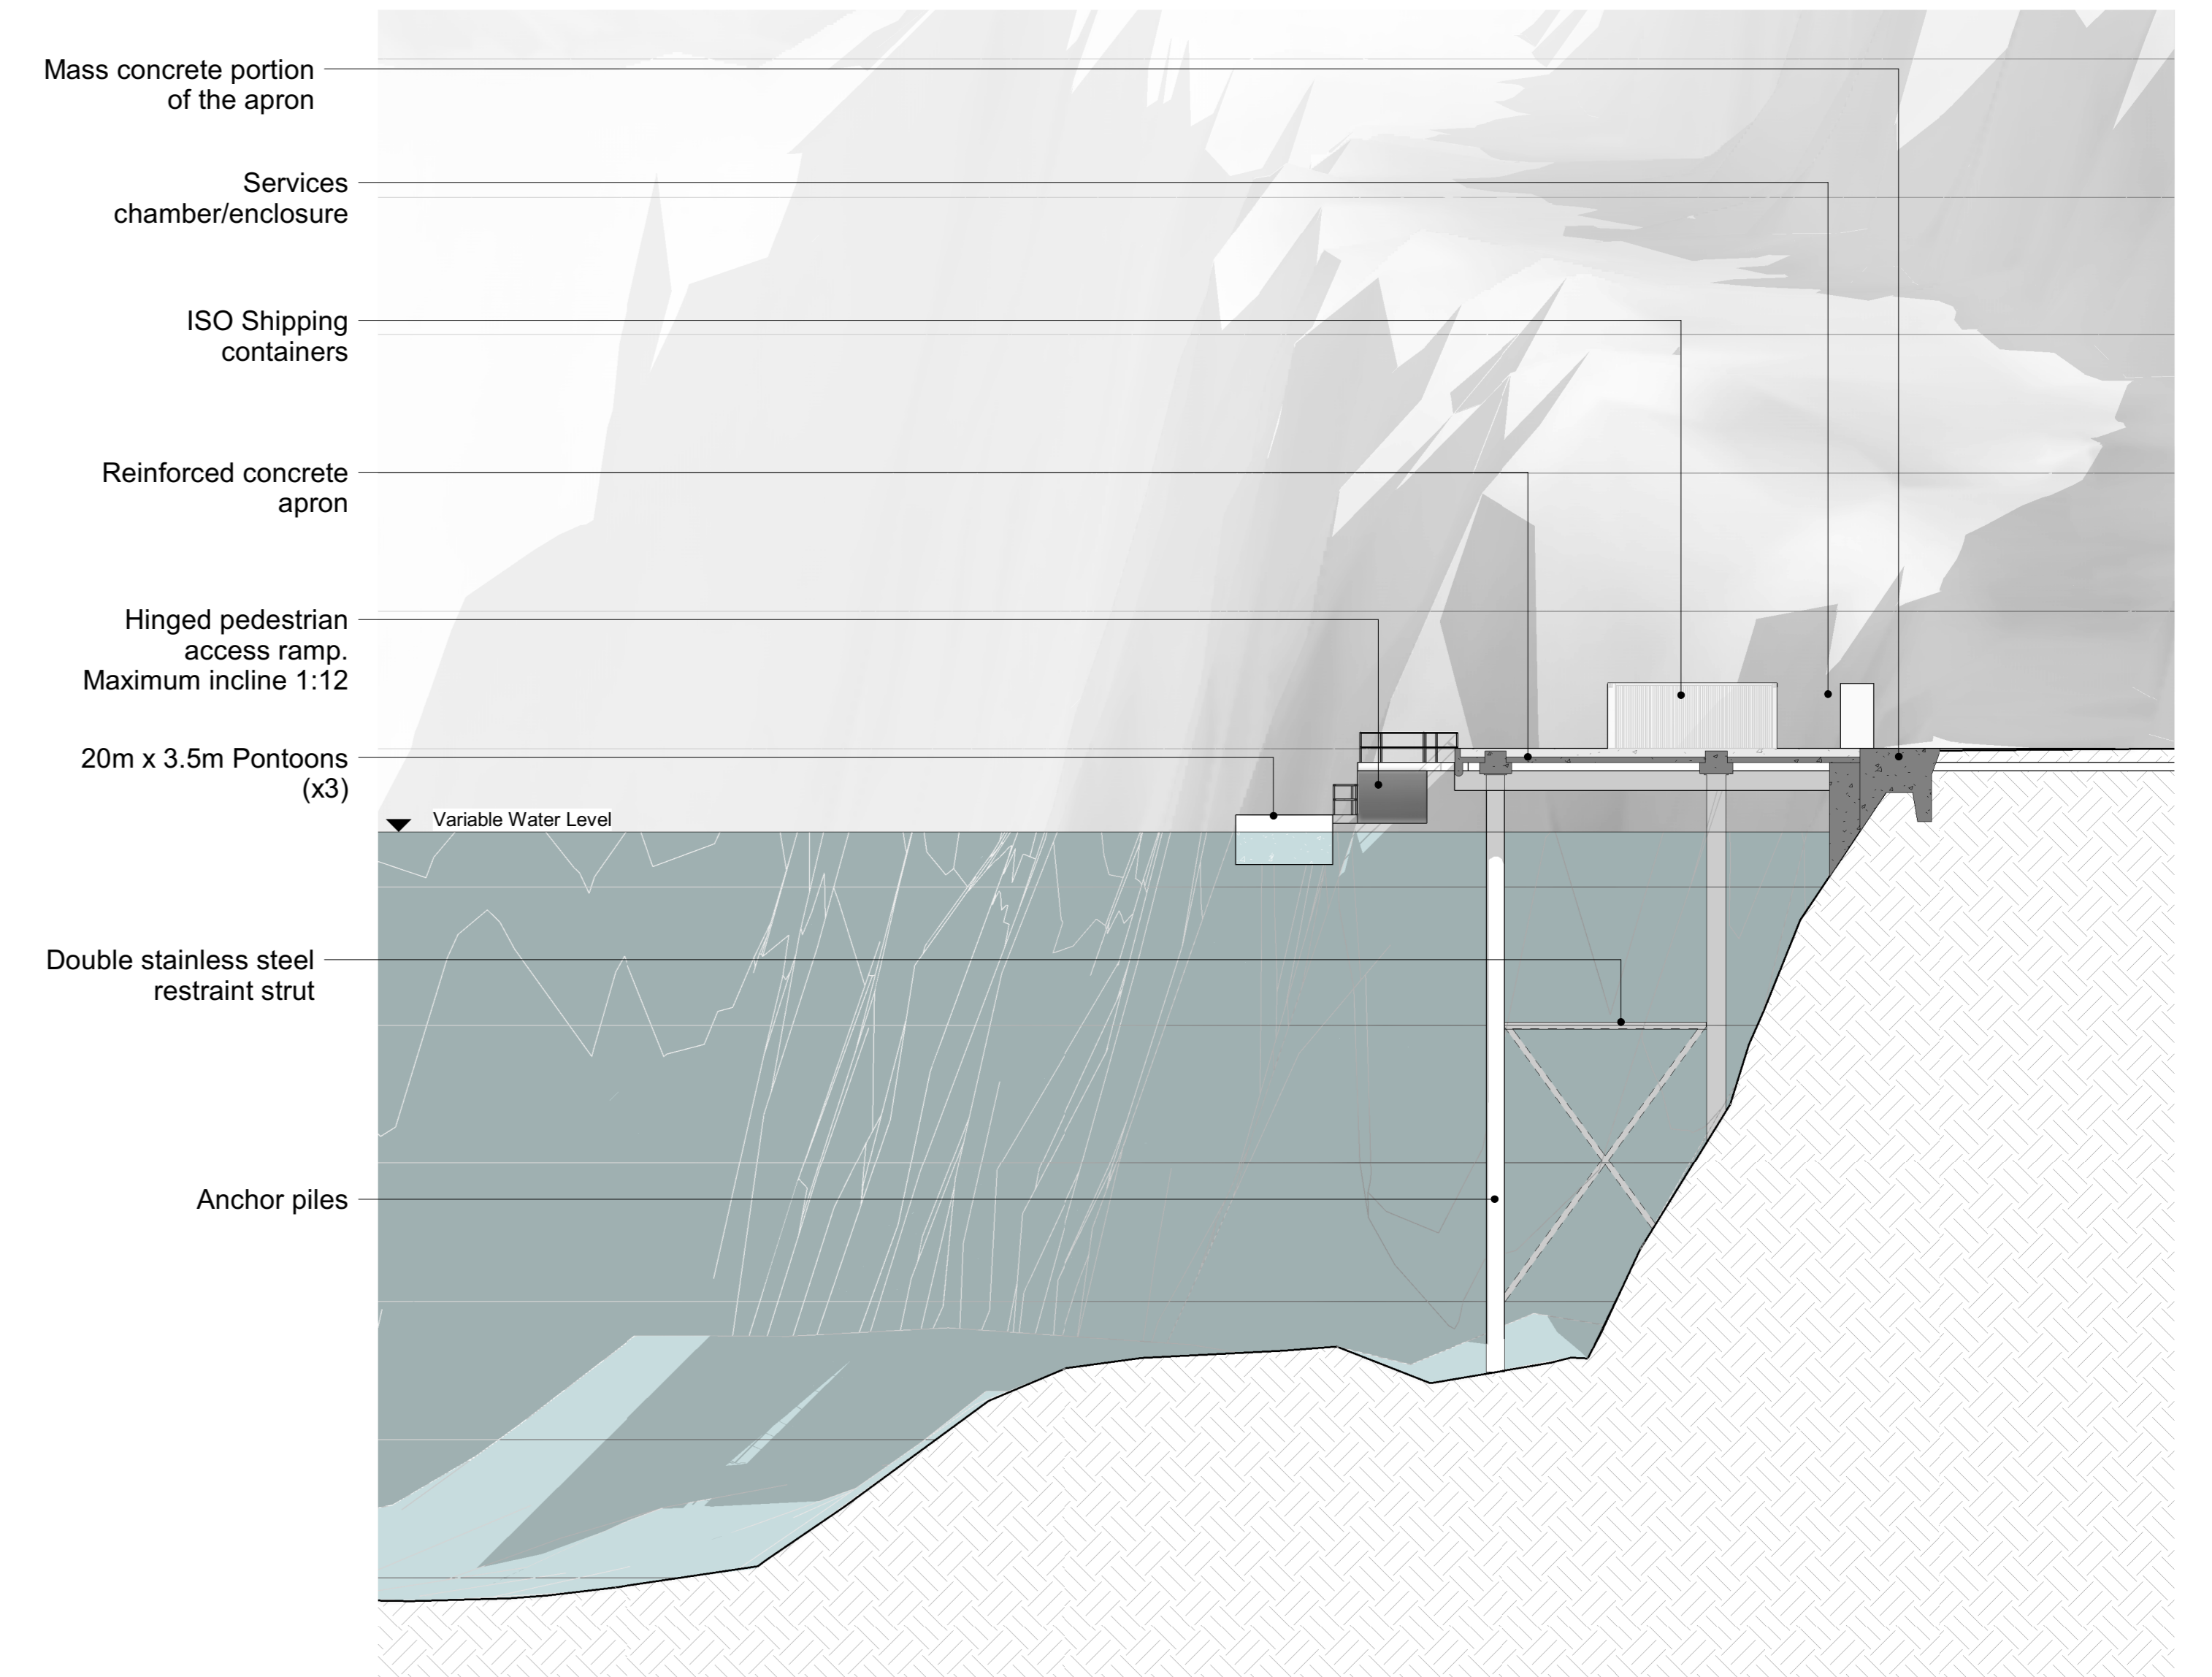 Mass concrete portion
of the apron
Services
chamber/enclosure
ISO Shipping
containers
Reinforced concrete
apron
Hinged pedestrian
access ramp.
Maximum incline 1:12
20m x 3.5m Pontoons
(x3)
Variable Water Level
Double stainless steel
restraint strut
Anchor piles